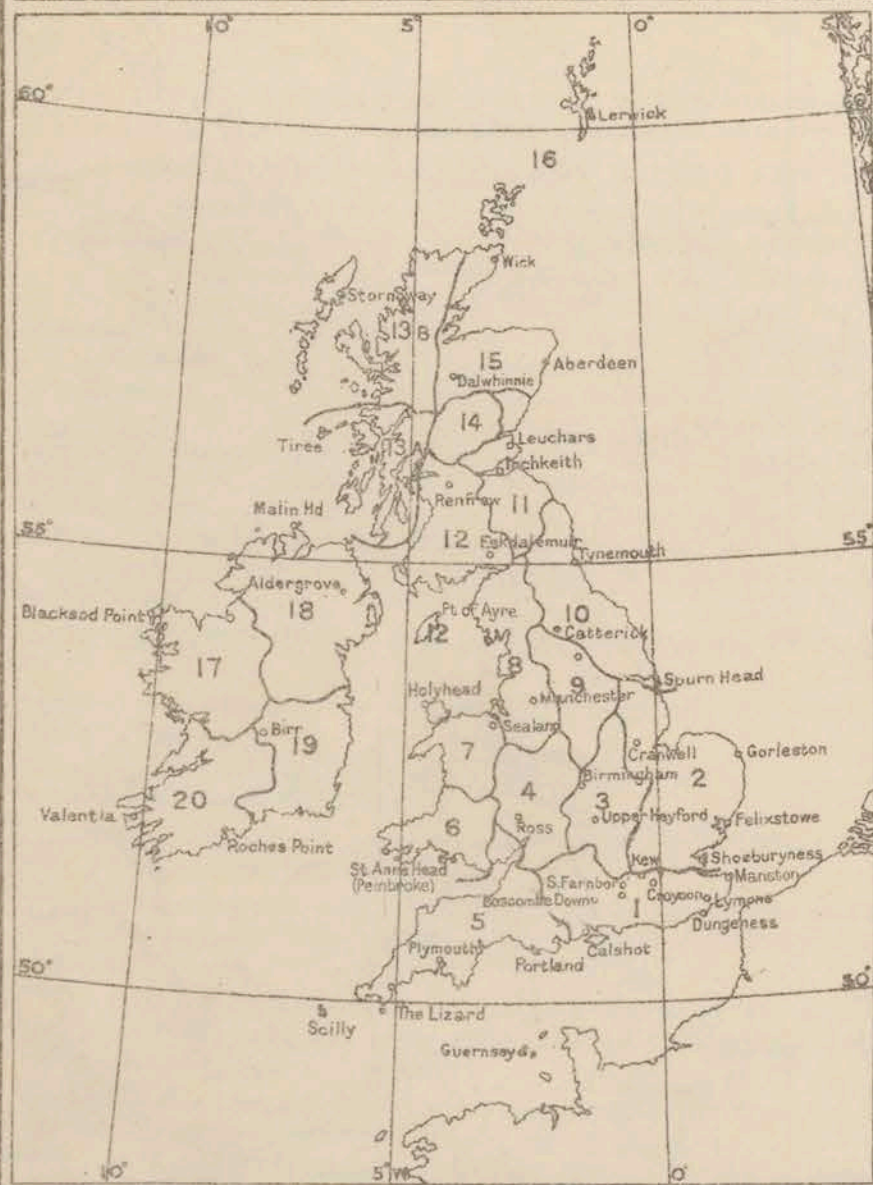 10°
5°
0°
5
60°
Lerwick
16
Wick
Stornoway
13 B
15
Dalwhinnie
Aberdeen
14
Tiree
13 A
Leuchars
Inchkeith
Malin Hd
Renfrew
11
55°
12
Eskdalemuir
Tynemouth
55°
Aldergrove
18
Blacksod Point
Pt of Ayre
12
10
Catterick
17
8
9
Spurn Head
Holyhead
Manchester
Birr
19
Sealand
Cranwell
Gorleston
7
Birmingham
2
20
4
3
Valentia
Ross
Upper Heyford
Felixstowe
6
Roches Point
Kew
Shoeburyness
St. Anns Head
(Pembroke)
S. Farnboro
Manston
Boscombe Down
Croydon
Lympne
5
1
Dungeness
Plymouth
Portland
Calshot
50°
50°
Scilly
The Lizard
Guernsey
10°
5°W
0°